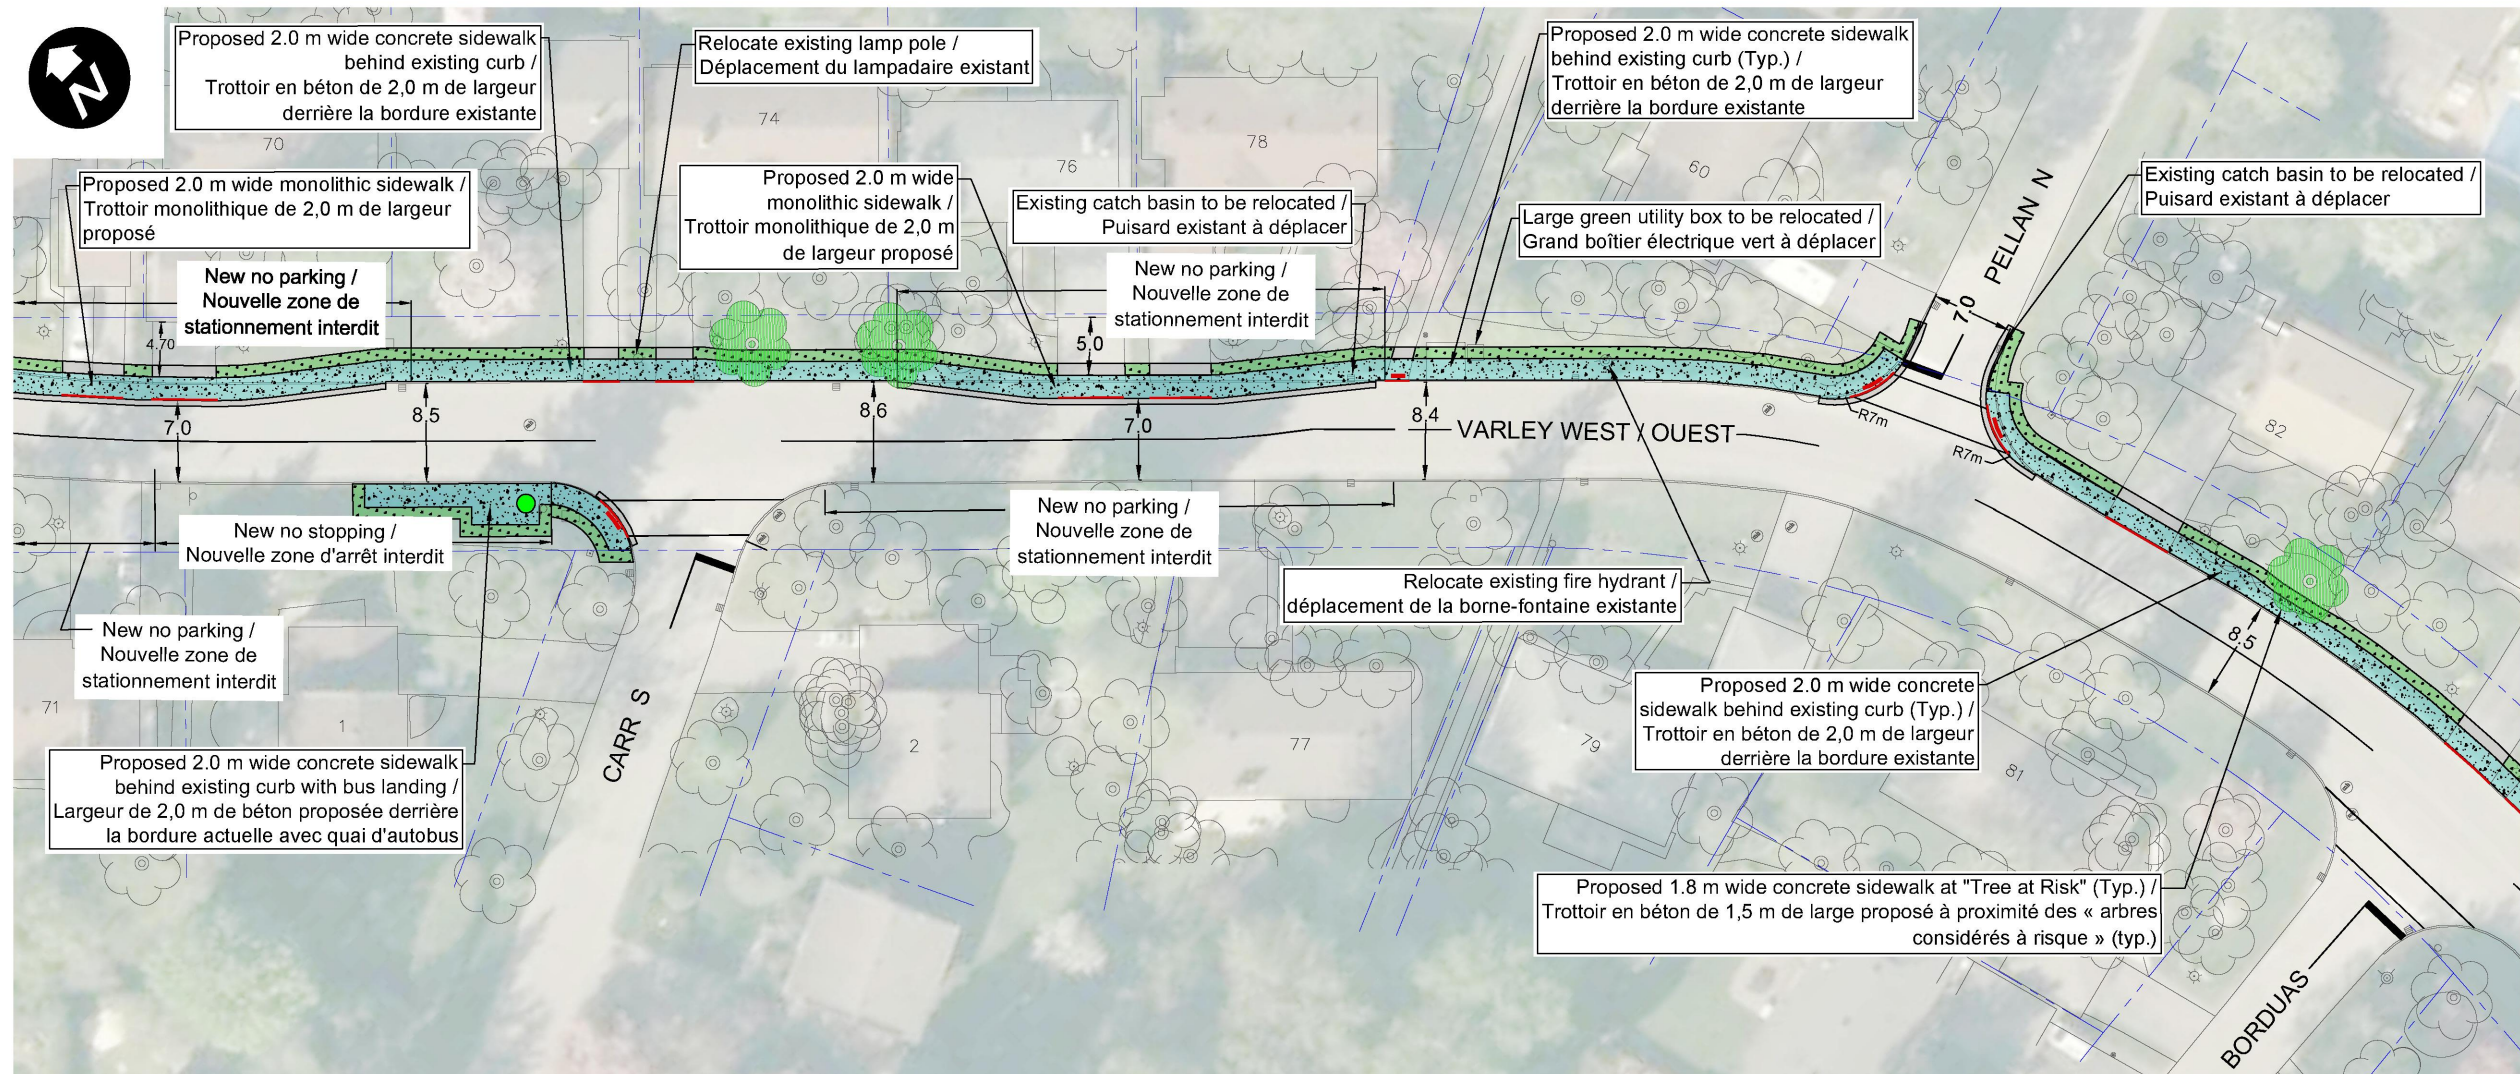 N
Proposed 2.0 m wide concrete sidewalk
behind existing curb /
Trottoir en béton de 2,0 m de largeur
derrière la bordure existante
Relocate existing lamp pole /
Déplacement du lampadaire existant
Proposed 2.0 m wide concrete sidewalk
behind existing curb (Typ.) /
Trottoir en béton de 2,0 m de largeur
derrière la bordure existante
70
74
76
78
60
Proposed 2.0 m wide monolithic sidewalk /
Trottoir monolithique de 2,0 m de largeur
proposé
Proposed 2.0 m wide
monolithic sidewalk /
Trottoir monolithique de 2,0 m
de largeur proposé
Existing catch basin to be relocated /
Puisard existant à déplacer
Large green utility box to be relocated /
Grand boîtier électrique vert à déplacer
PELLAN N
Existing catch basin to be relocated /
Puisard existant à déplacer
New no parking /
Nouvelle zone de
stationnement interdit
New no parking /
Nouvelle zone de
stationnement interdit
4.70
5.0
7.0
7.0
8.5
8.6
7.0
8.4
VARLEY WEST / OUEST
R7m
R7m
82
New no stopping /
Nouvelle zone d'arrêt interdit
New no parking /
Nouvelle zone de
stationnement interdit
Relocate existing fire hydrant /
déplacement de la borne-fontaine existante
New no parking /
Nouvelle zone de
stationnement interdit
8.5
71
1
CARR S
2
77
79
81
Proposed 2.0 m wide concrete
sidewalk behind existing curb (Typ.) /
Trottoir en béton de 2,0 m de largeur
derrière la bordure existante
Proposed 2.0 m wide concrete sidewalk
behind existing curb with bus landing /
Largeur de 2,0 m de béton proposée derrière
la bordure actuelle avec quai d'autobus
Proposed 1.8 m wide concrete sidewalk at "Tree at Risk" (Typ.) /
Trottoir en béton de 1,5 m de large proposé à proximité des « arbres
considérés à risque » (typ.)
BORDUAS